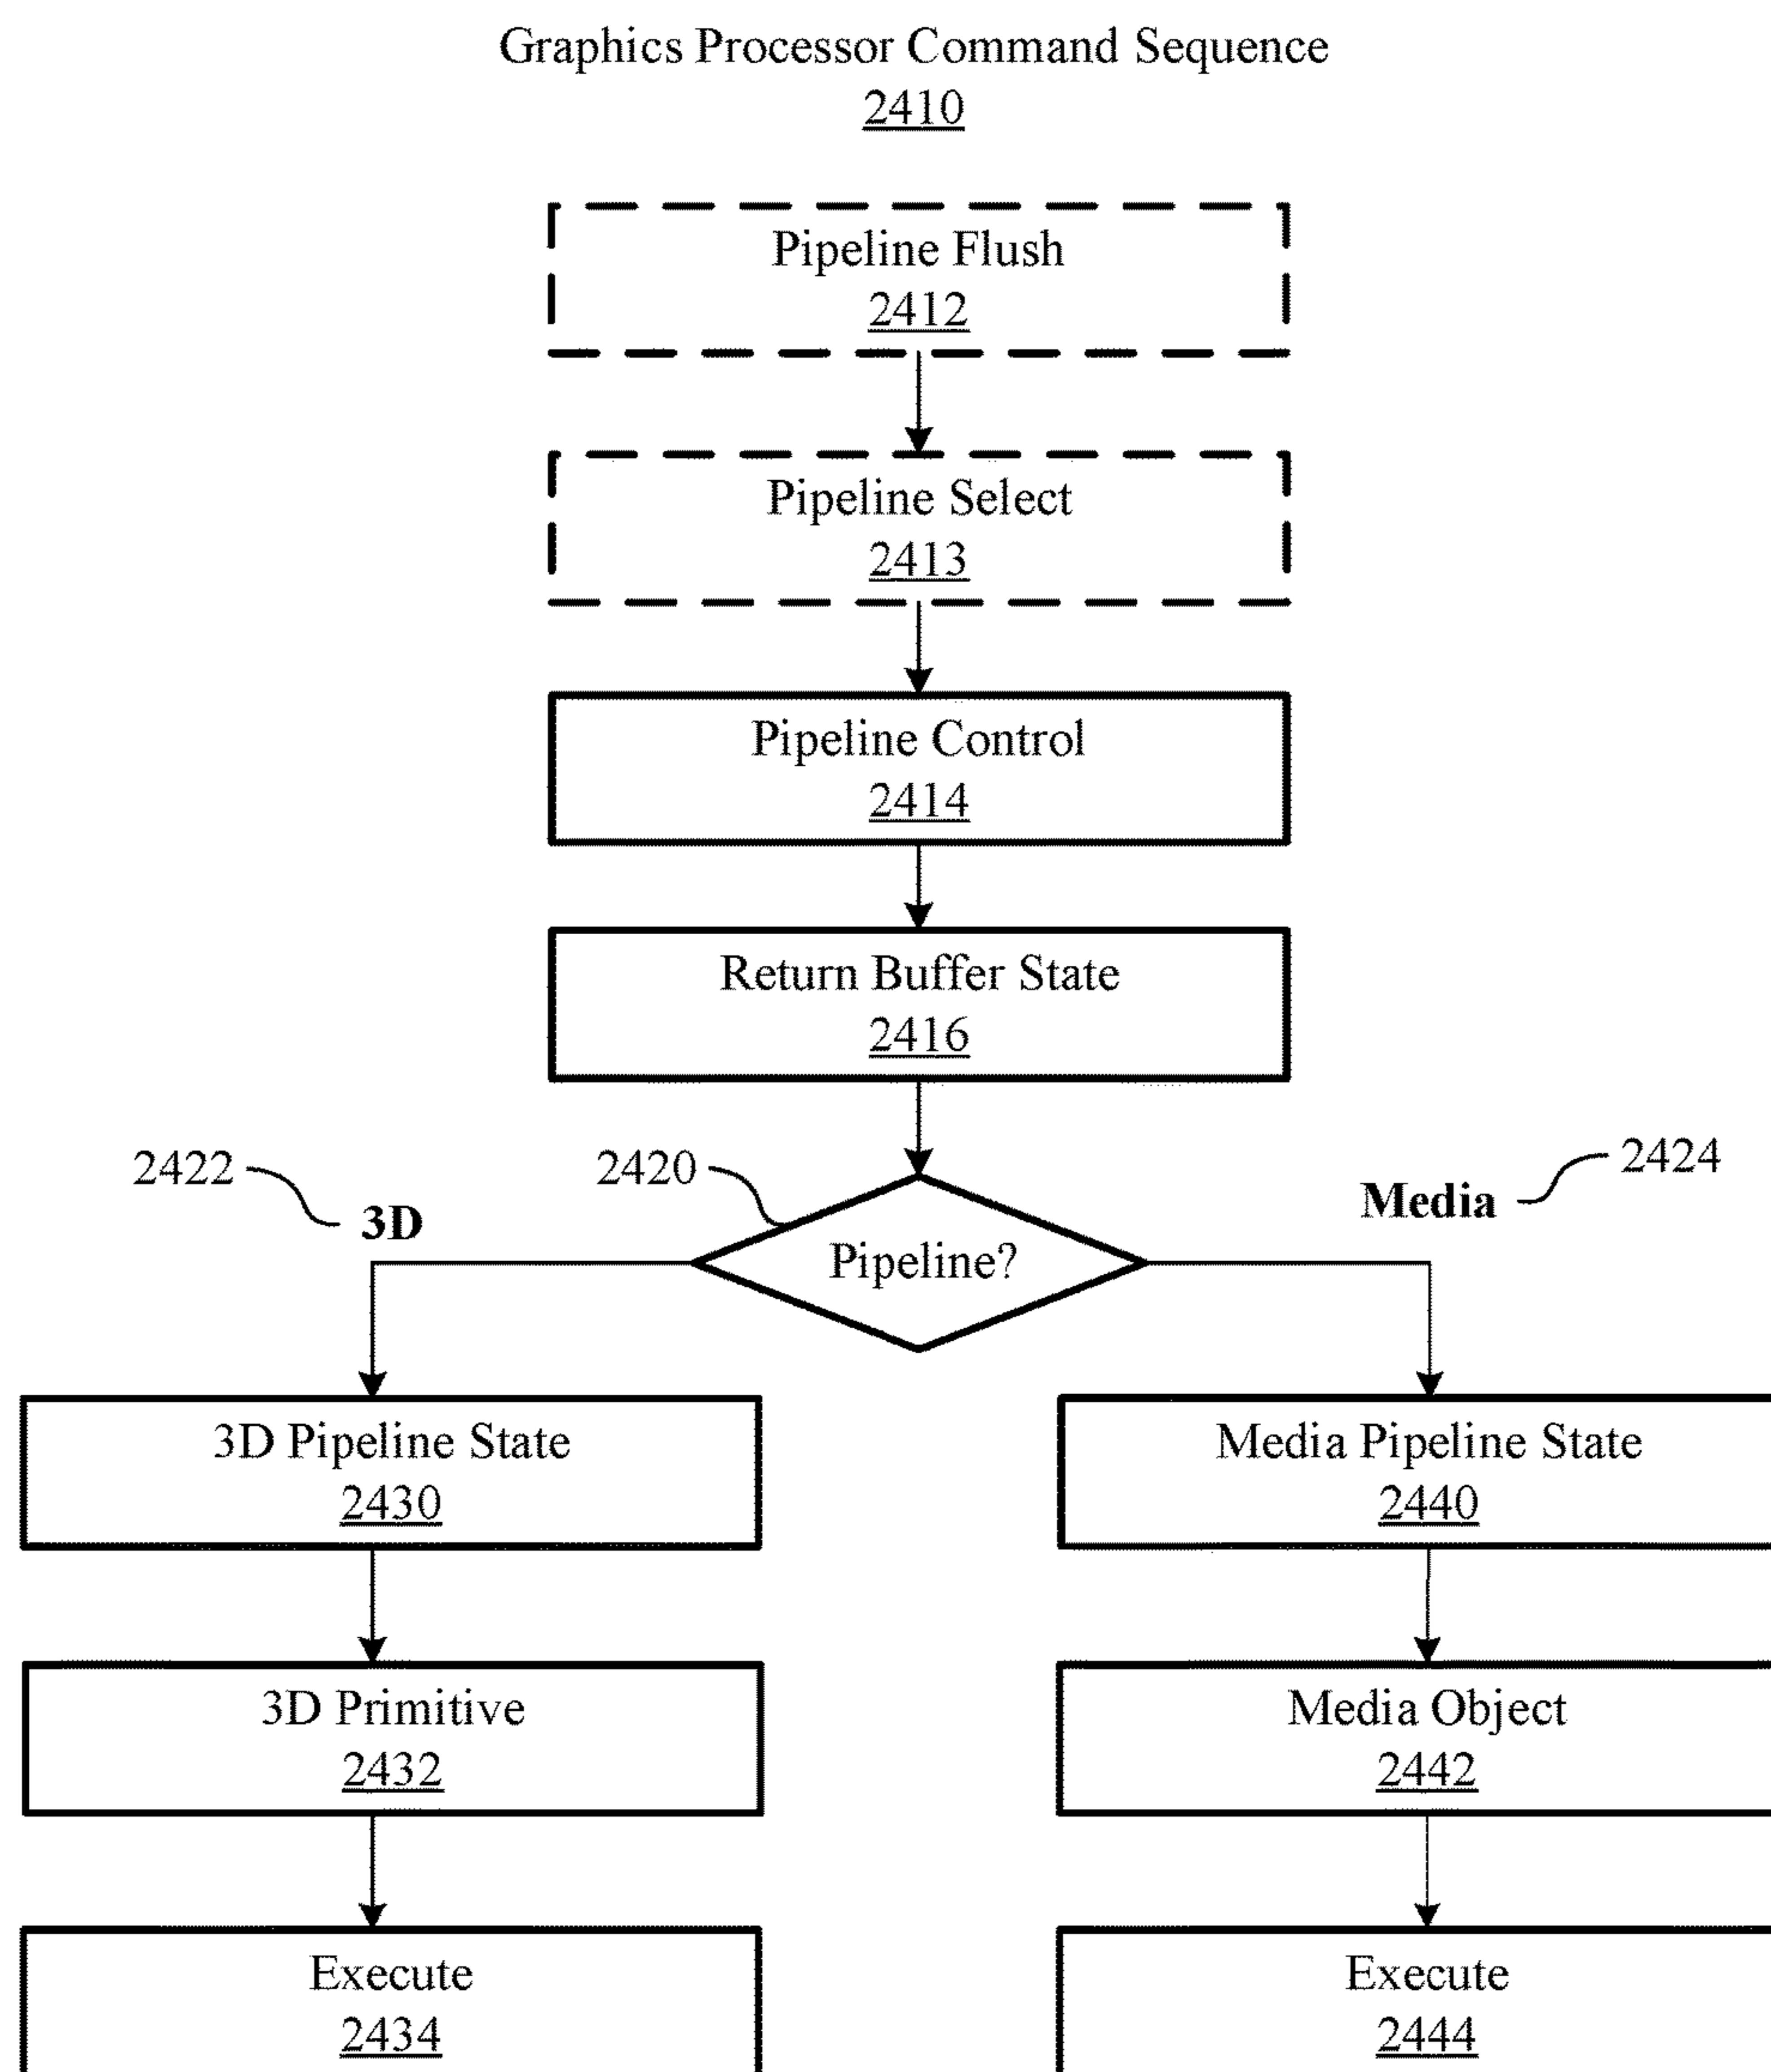 Graphics Processor Command Sequence
2410
Pipeline Flush
2412
Pipeline Select
2413
Pipeline Control
2414
Return Buffer State
2416
2422
3D
2420
Pipeline?
Media
2424
3D Pipeline State
2430
Media Pipeline State
2440
3D Primitive
2432
Media Object
2442
Execute
2434
Execute
2444